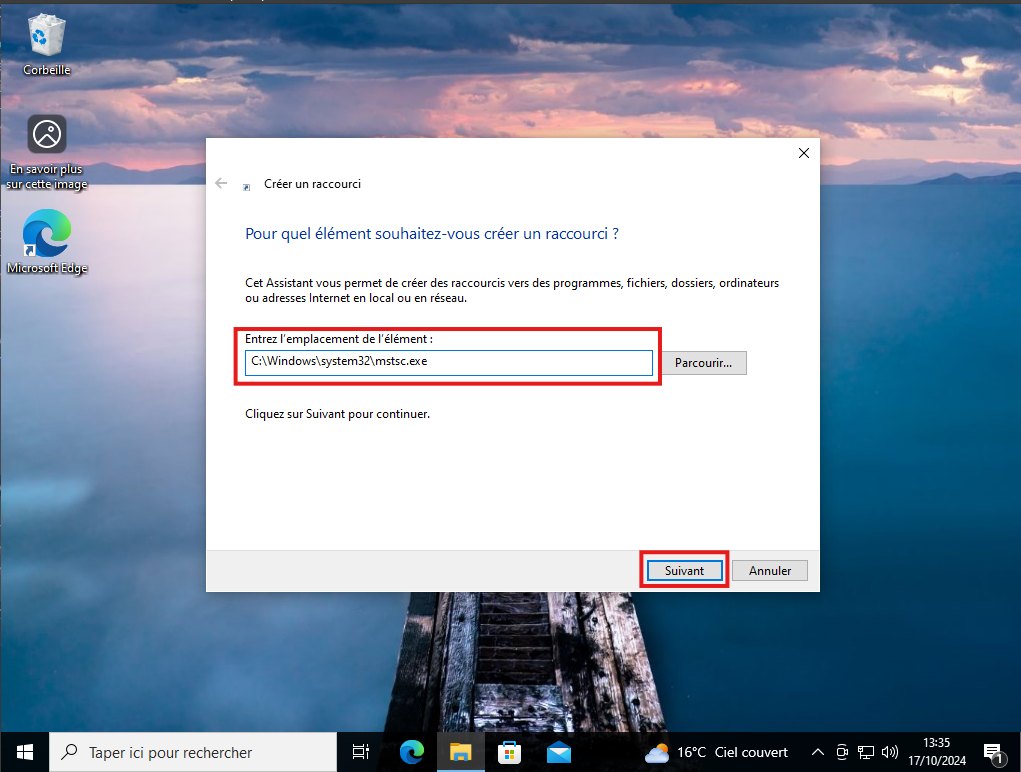 Corbeille
En savoir plus
sur cette image
Microsoft Edge
Créer un raccourci
Pour quel élément souhaitez-vous créer un raccourci ?
Cet Assistant vous permet de créer des raccourcis vers des programmes, fichiers, dossiers, ordinateurs
ou adresses Internet en local ou en réseau.
Entrez l'emplacement de l'élément :
C:\Windows\system32\mstsc.exe
Parcourir...
Cliquez sur Suivant pour continuer.
Suivant
Annuler
Taper ici pour rechercher
16°C Ciel couvert
13:35
17/10/2024
1